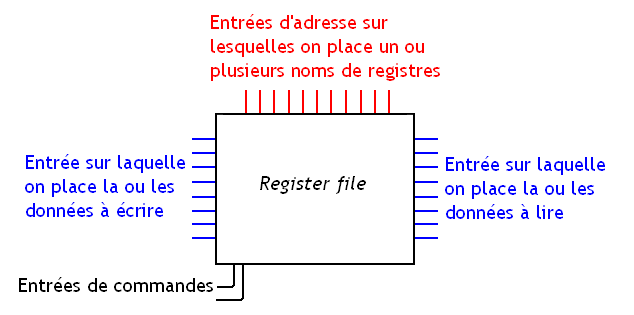 Entrées d'adresse sur
lesquelles on place un ou
plusieurs noms de registres
Entrée sur laquelle
on place la ou les
données à écrire
Register file
Entrée sur laquelle
on place la ou les
données à lire
Entrées de commandes